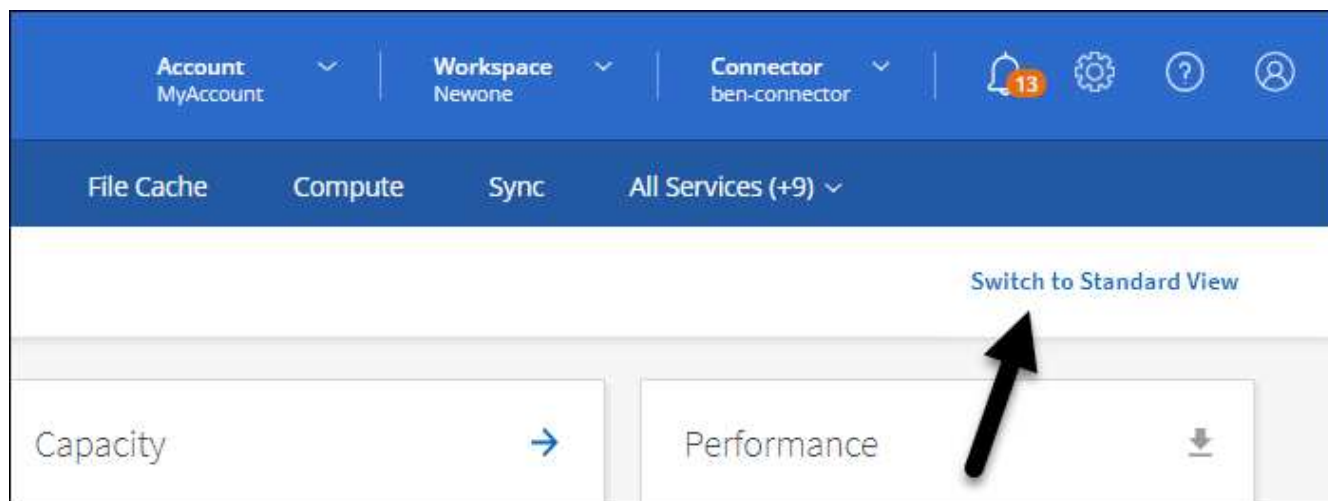 Account
MyAccount
Workspace
Newone
Connector
ben-connector
13
?
File Cache Compute Sync All Services (+9)
Switch to Standard View
Capacity
Performance